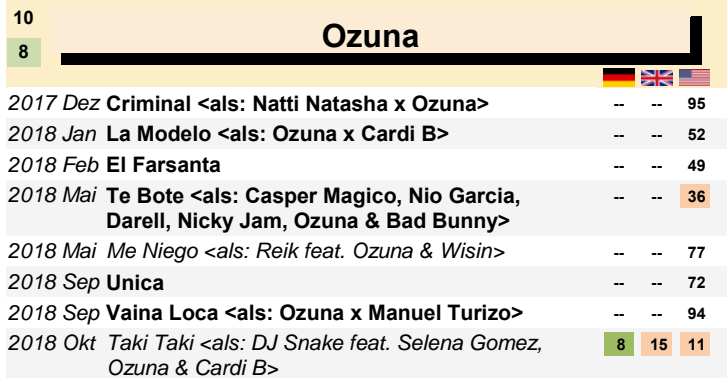 10
8
Ozuna
2017 Dez Criminal <als: Natti Natasha x Ozuna> -- -- 95
2018 Jan La Modelo <als: Ozuna x Cardi B> -- -- 52
2018 Feb El Farsanta -- -- 49
2018 Mai Te Bote <als: Casper Magico, Nio Garcia, -- -- 36
Darell, Nicky Jam, Ozuna & Bad Bunny>
2018 Mai Me Niego <als: Reik feat. Ozuna & Wisin> -- -- 77
2018 Sep Unica -- -- 72
2018 Sep Vaina Loca <als: Ozuna x Manuel Turizo> -- -- 94
2018 Okt Taki Taki <als: DJ Snake feat. Selena Gomez, 8 15 11
Ozuna & Cardi B>